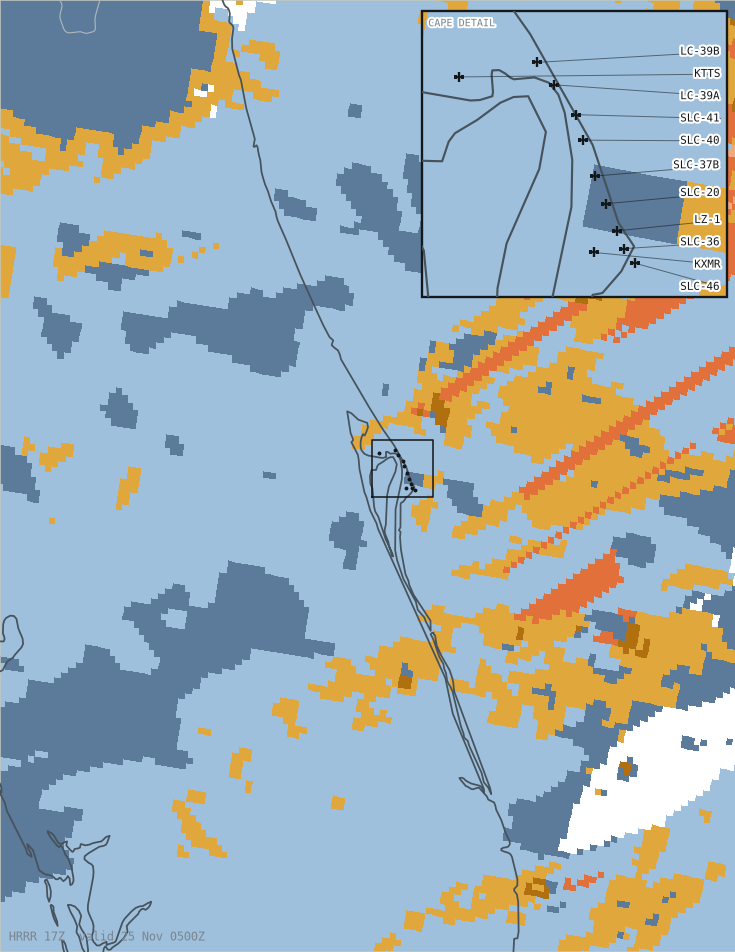 CAPE DETAIL
LC-39B
KTTS
LC-39A
SLC-41
SLC-40
SLC-37B
SLC-20
LZ-1
SLC-36
KXMR
SLC-46
HRRR 17Z valid 25 Nov 0500Z